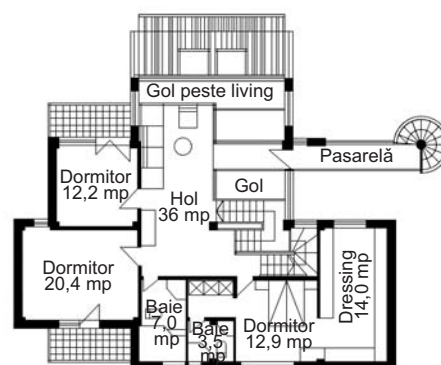 Gol peste living
Pasarelă
Dormitor
12,2 mp
Hol
36 mp
Gol
Dormitor
20,4 mp
Baie
7,0
mp
Baie
3,5
mp
Dormitor
12,9 mp
Dressing
14,0 mp